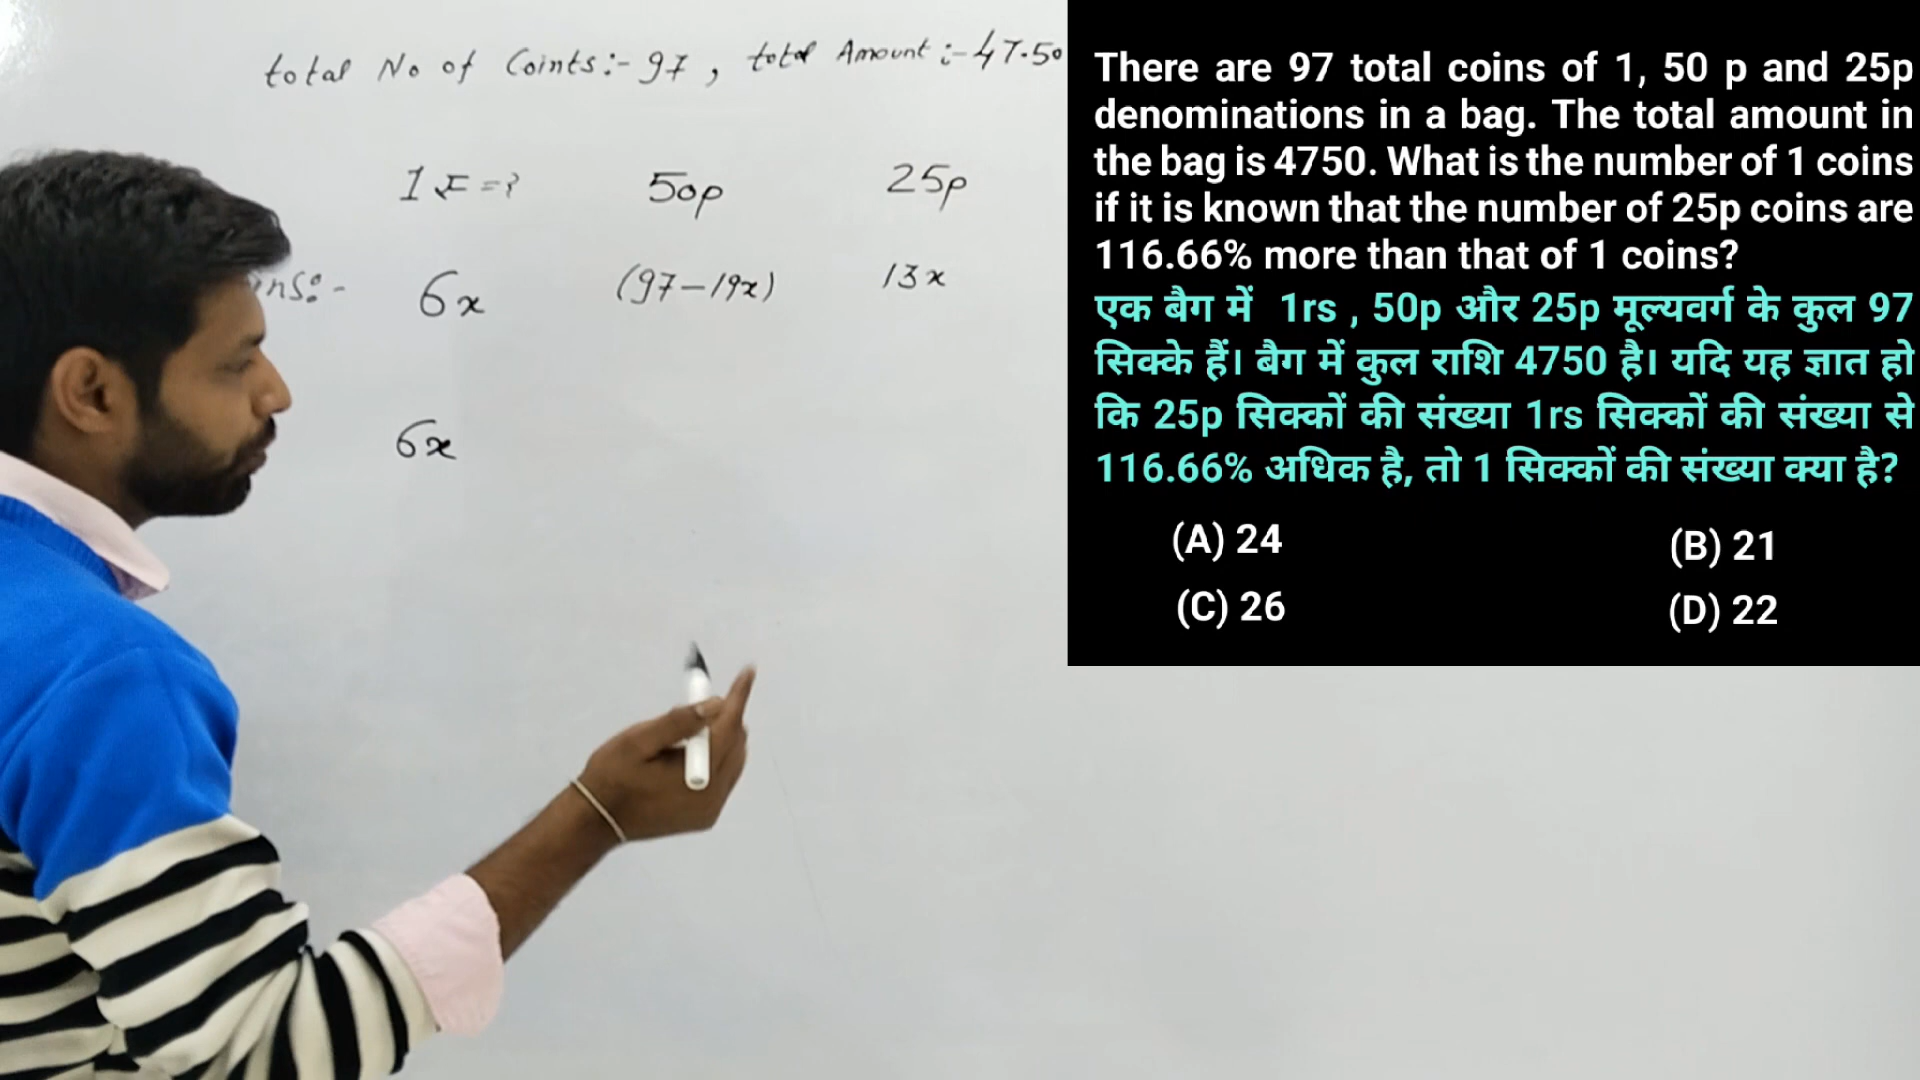 total No of Coints:- 97, total Amount:- 47.50
1 ₹ =? 50p 25p
ins:- 6x (97-19x) 13x
6x
There are 97 total coins of 1, 50 p and 25p
denominations in a bag. The total amount in
the bag is 4750. What is the number of 1 coins
if it is known that the number of 25p coins are
116.66% more than that of 1 coins?
एक बैग में 1rs , 50p और 25p मूल्यवर्ग के कुल 97
सिक्के हैं। बैग में कुल राशि 4750 है। यदि यह ज्ञात हो
कि 25p सिक्कों की संख्या 1rs सिक्कों की संख्या से
116.66% अधिक है, तो 1 सिक्कों की संख्या क्या है?
(A) 24 (B) 21
(C) 26 (D) 22